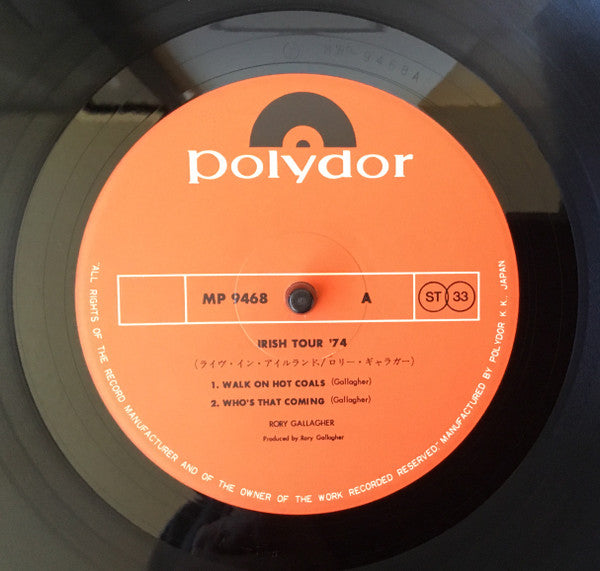 MP 9468A
polydor
MP 9468 A ST 33
IRISH TOUR '74
(ライヴ・イン・アイルランド/ロリー・ギャラガー)
1. WALK ON HOT COALS (Gallagher)
2. WHO'S THAT COMING (Gallagher)
RORY GALLAGHER
Produced by Rory Gallagher
"ALL RIGHTS OF THE RECORD MANUFACTURER AND OF THE OWNER OF THE WORK RECORDED RESERVED." MANUFACTURED BY POLYDOR K.K., JAPAN